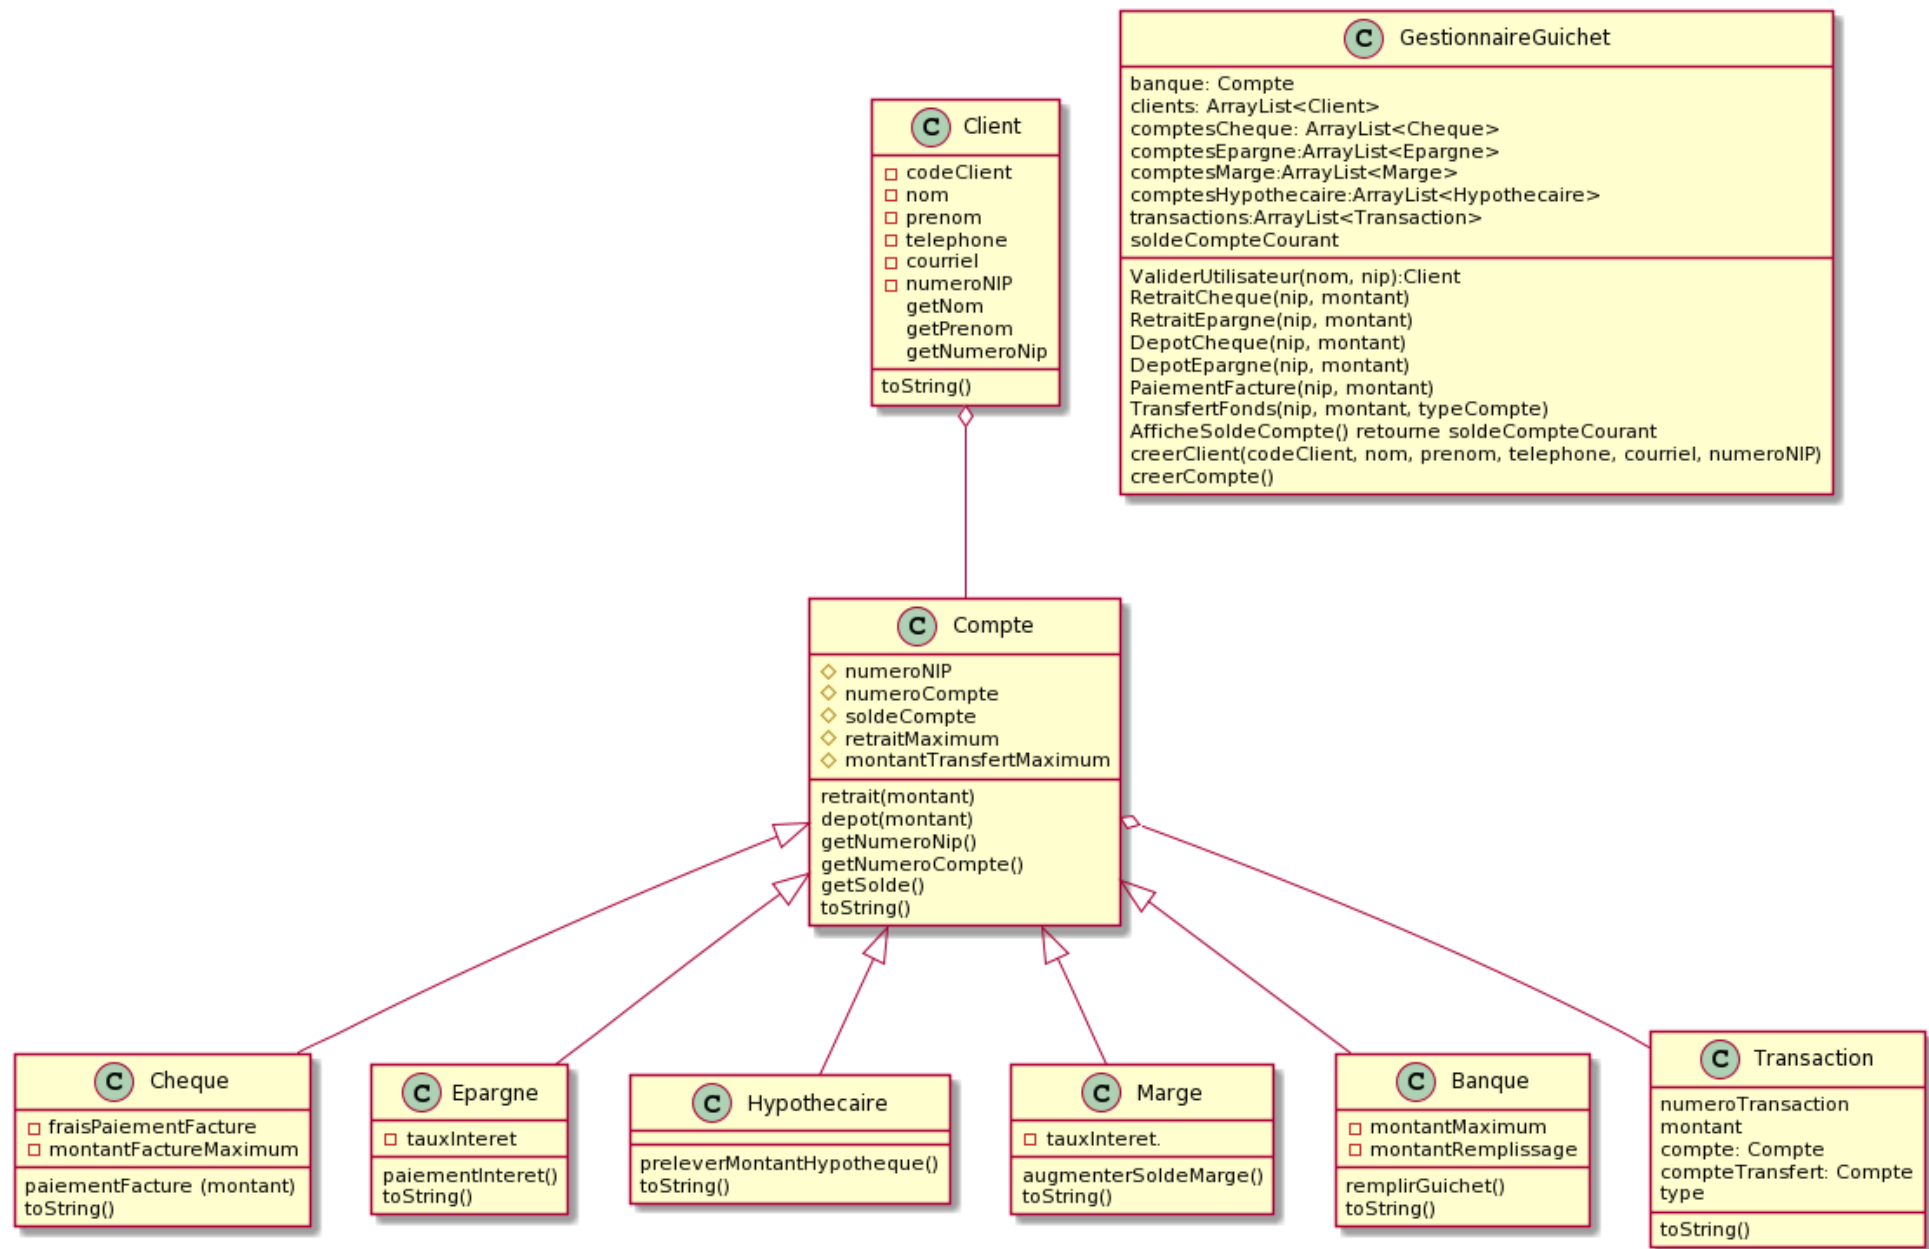 C GestionnaireGuichet
banque: Compte
clients: ArrayList<Client>
comptesCheque: ArrayList<Cheque>
comptesEpargne:ArrayList<Epargne>
comptesMarge:ArrayList<Marge>
comptesHypothecaire:ArrayList<Hypothecaire>
transactions:ArrayList<Transaction>
soldeCompteCourant
ValiderUtilisateur(nom, nip):Client
RetraitCheque(nip, montant)
RetraitEpargne(nip, montant)
DepotCheque(nip, montant)
DepotEpargne(nip, montant)
PaiementFacture(nip, montant)
TransfertFonds(nip, montant, typeCompte)
AfficheSoldeCompte() retourne soldeCompteCourant
creerClient(codeClient, nom, prenom, telephone, courriel, numeroNIP)
creerCompte()
C Client
codeClient
nom
prenom
telephone
courriel
numeroNIP
getNom
getPrenom
getNumeroNip
toString()
C Compte
numeroNIP
numeroCompte
soldeCompte
retraitMaximum
montantTransfertMaximum
retrait(montant)
depot(montant)
getNumeroNip()
getNumeroCompte()
getSolde()
toString()
C Cheque
fraisPaiementFacture
montantFactureMaximum
paiementFacture (montant)
toString()
C Epargne
tauxInteret
paiementInteret()
toString()
C Hypothecaire
preleverMontantHypotheque()
toString()
C Marge
tauxInteret.
augmenterSoldeMarge()
toString()
C Banque
montantMaximum
montantRemplissage
remplirGuichet()
toString()
C Transaction
numeroTransaction
montant
compte: Compte
compteTransfert: Compte
type
toString()